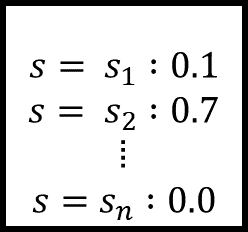 s = s₁ : 0.1
s = s₂ : 0.7
⋮
s = sₙ : 0.0